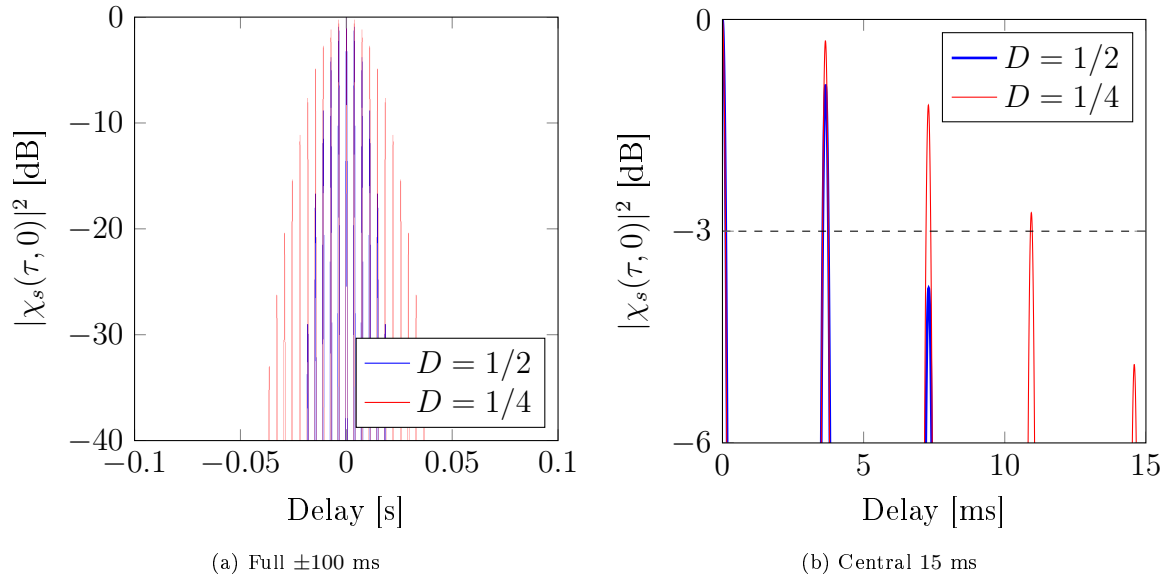 0
−10
−20
−30
−40
|χs(τ, 0)|² [dB]
−0.1
−0.05
0
0.05
0.1
Delay [s]
D = 1/2
D = 1/4
(a) Full ±100 ms
0
−3
−6
|χs(τ, 0)|² [dB]
0
5
10
15
Delay [ms]
D = 1/2
D = 1/4
(b) Central 15 ms